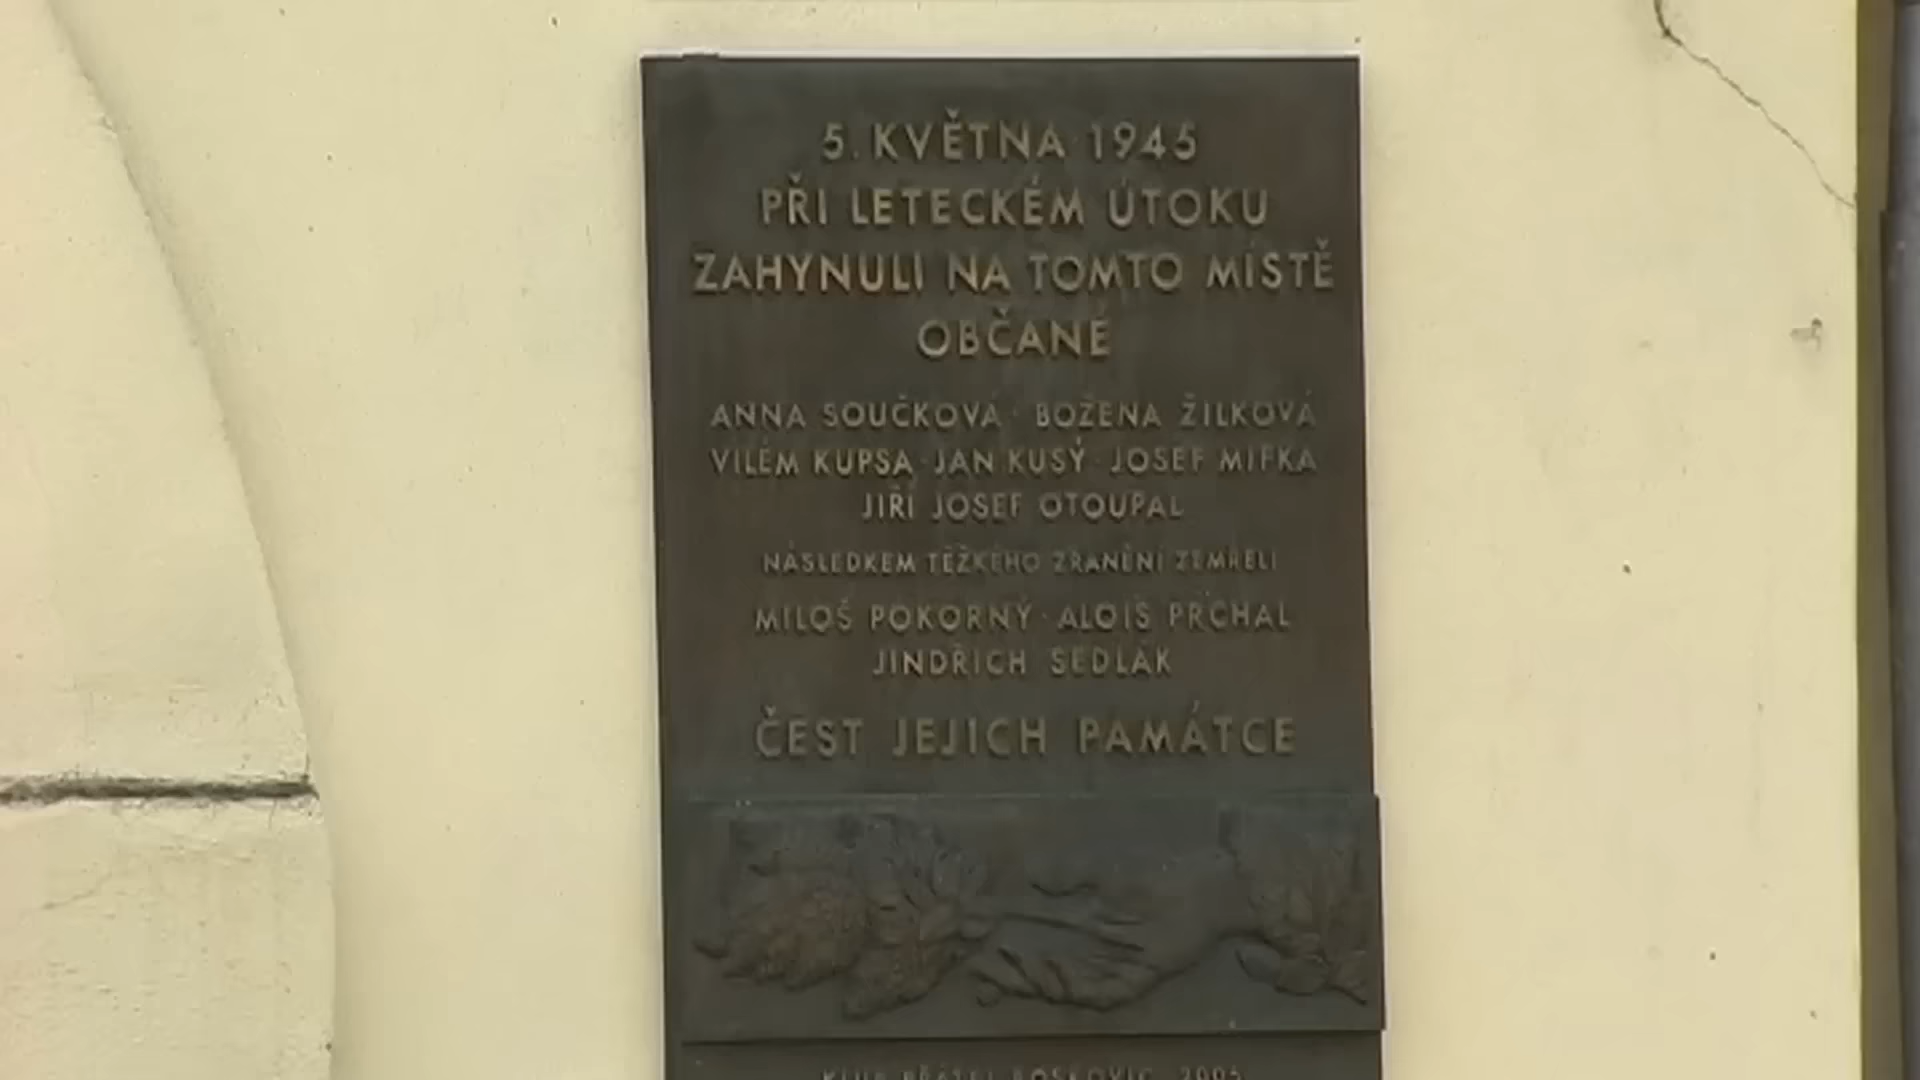 5. KVĚTNA 1945
PŘI LETECKÉM ÚTOKU
ZAHYNULI NA TOMTO MÍSTĚ
OBČANÉ
ANNA SOUČKOVÁ · BOŽENA ŽILKOVÁ
VILÉM KUPSA · JAN KUSÝ · JOSEF MIFKA
JIŘÍ JOSEF OTOUPAL
NÁSLEDKEM TĚŽKÉHO ZRANĚNÍ ZEMŘELI
MILOŠ POKORNÝ · ALOIS PRCHAL
JINDŘICH SEDLÁK
ČEST JEJICH PAMÁTCE
KLUB PŘÁTEL BOSKOVIC 2005